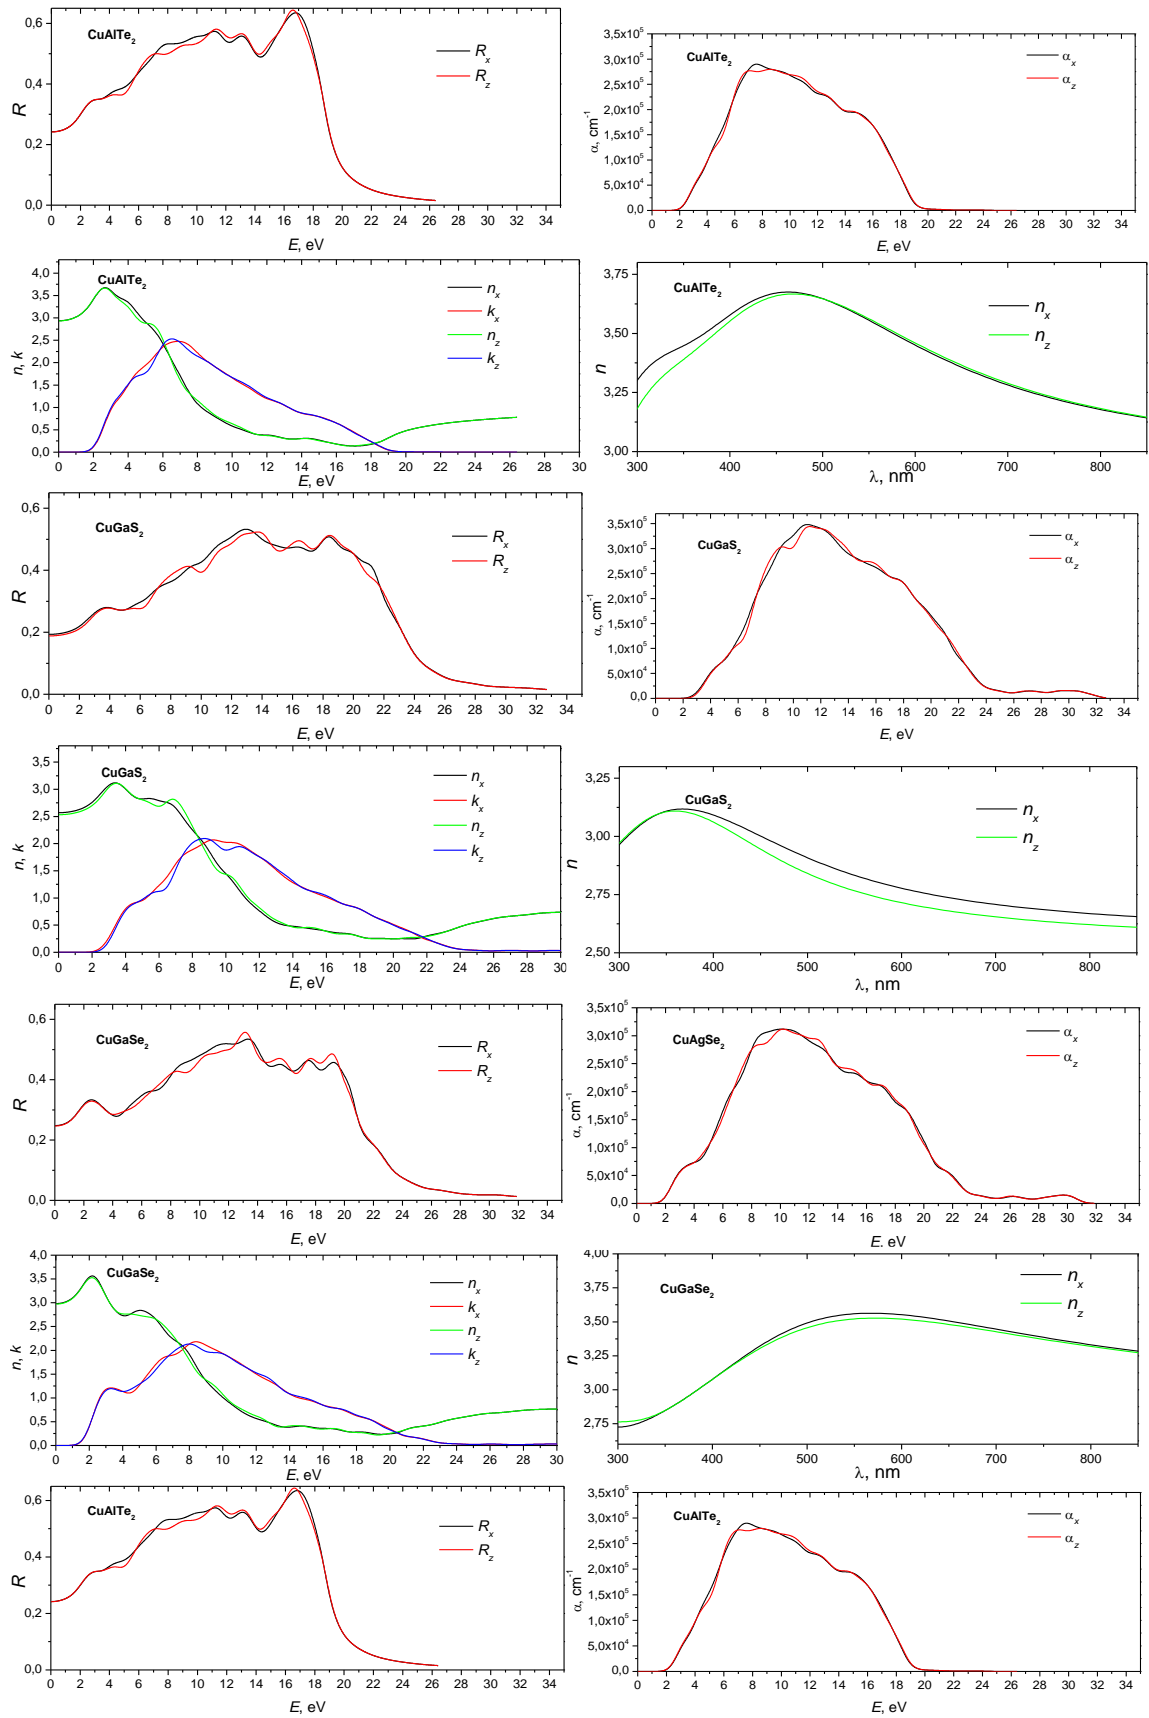 CuAlTe2
Rx
Rz
R
0,6
0,4
0,2
0,0
0 2 4 6 8 10 12 14 16 18 20 22 24 26 28 30 32 34
E, eV
CuAlTe2
αx
αz
α, cm-1
3,5x10^5
3,0x10^5
2,5x10^5
2,0x10^5
1,5x10^5
1,0x10^5
5,0x10^4
0,0
0 2 4 6 8 10 12 14 16 18 20 22 24 26 28 30 32 34
E, eV
CuAlTe2
nx
kx
nz
kz
n, k
4,0
3,5
3,0
2,5
2,0
1,5
1,0
0,5
0,0
0 2 4 6 8 10 12 14 16 18 20 22 24 26 28 30
E, eV
CuAlTe2
nx
nz
n
3,75
3,50
3,25
3,00
300 400 500 600 700 800
λ, nm
CuGaS2
Rx
Rz
R
0,6
0,4
0,2
0,0
0 2 4 6 8 10 12 14 16 18 20 22 24 26 28 30 32 34
E, eV
CuGaS2
αx
αz
α, cm-1
3,5x10^5
3,0x10^5
2,5x10^5
2,0x10^5
1,5x10^5
1,0x10^5
5,0x10^4
0,0
0 2 4 6 8 10 12 14 16 18 20 22 24 26 28 30 32 34
E, eV
CuGaS2
nx
kx
nz
kz
n, k
3,5
3,0
2,5
2,0
1,5
1,0
0,5
0,0
0 2 4 6 8 10 12 14 16 18 20 22 24 26 28 30
E, eV
CuGaS2
nx
nz
n
3,25
3,00
2,75
2,50
300 400 500 600 700 800
λ, nm
CuGaSe2
Rx
Rz
R
0,6
0,4
0,2
0,0
0 2 4 6 8 10 12 14 16 18 20 22 24 26 28 30 32 34
E, eV
CuAgSe2
αx
αz
α, cm-1
3,5x10^5
3,0x10^5
2,5x10^5
2,0x10^5
1,5x10^5
1,0x10^5
5,0x10^4
0,0
0 2 4 6 8 10 12 14 16 18 20 22 24 26 28 30 32 34
E. eV
CuGaSe2
nx
kx
nz
kz
n, k
4,0
3,5
3,0
2,5
2,0
1,5
1,0
0,5
0,0
0 2 4 6 8 10 12 14 16 18 20 22 24 26 28 30
E, eV
CuGaSe2
nx
nz
n
4,00
3,75
3,50
3,25
3,00
2,75
300 400 500 600 700 800
λ, nm
CuAlTe2
Rx
Rz
R
0,6
0,4
0,2
0,0
0 2 4 6 8 10 12 14 16 18 20 22 24 26 28 30 32 34
E, eV
CuAlTe2
αx
αz
α, cm-1
3,5x10^5
3,0x10^5
2,5x10^5
2,0x10^5
1,5x10^5
1,0x10^5
5,0x10^4
0,0
0 2 4 6 8 10 12 14 16 18 20 22 24 26 28 30 32 34
E, eV